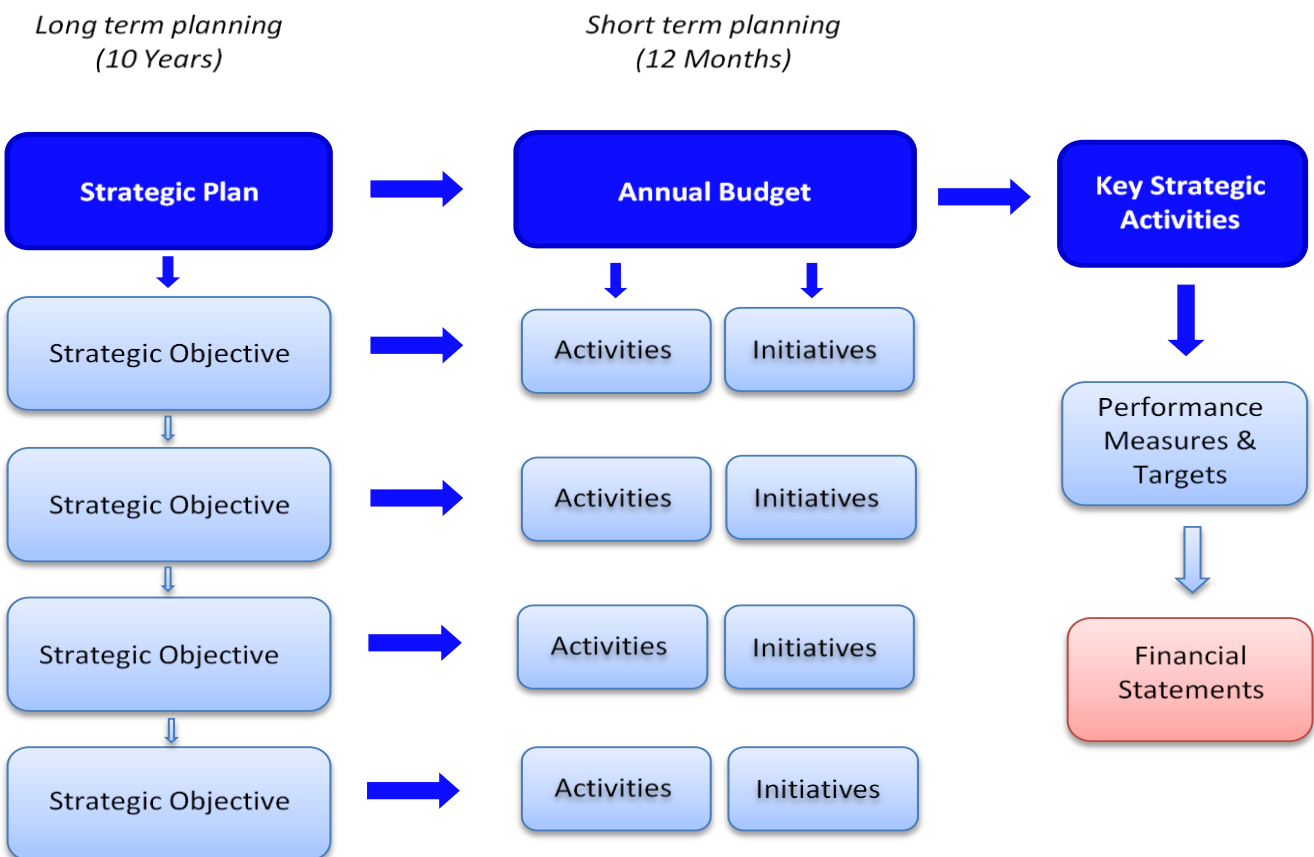 Long term planning
(10 Years)
Short term planning
(12 Months)
Strategic Plan
Annual Budget
Key Strategic
Activities
Strategic Objective
Activities
Initiatives
Performance
Measures &
Targets
Strategic Objective
Activities
Initiatives
Strategic Objective
Activities
Initiatives
Financial
Statements
Strategic Objective
Activities
Initiatives